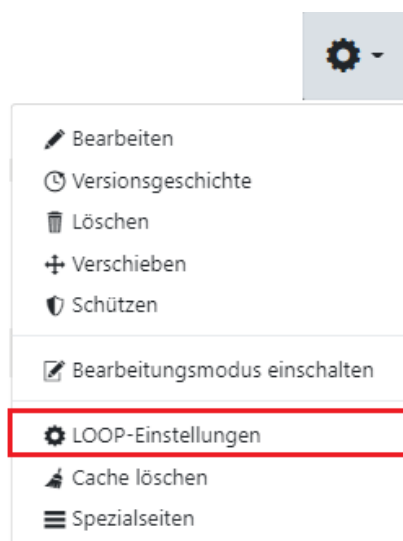 Bearbeiten
Versionsgeschichte
Löschen
Verschieben
Schützen
Bearbeitungsmodus einschalten
LOOP-Einstellungen
Cache löschen
Spezialseiten